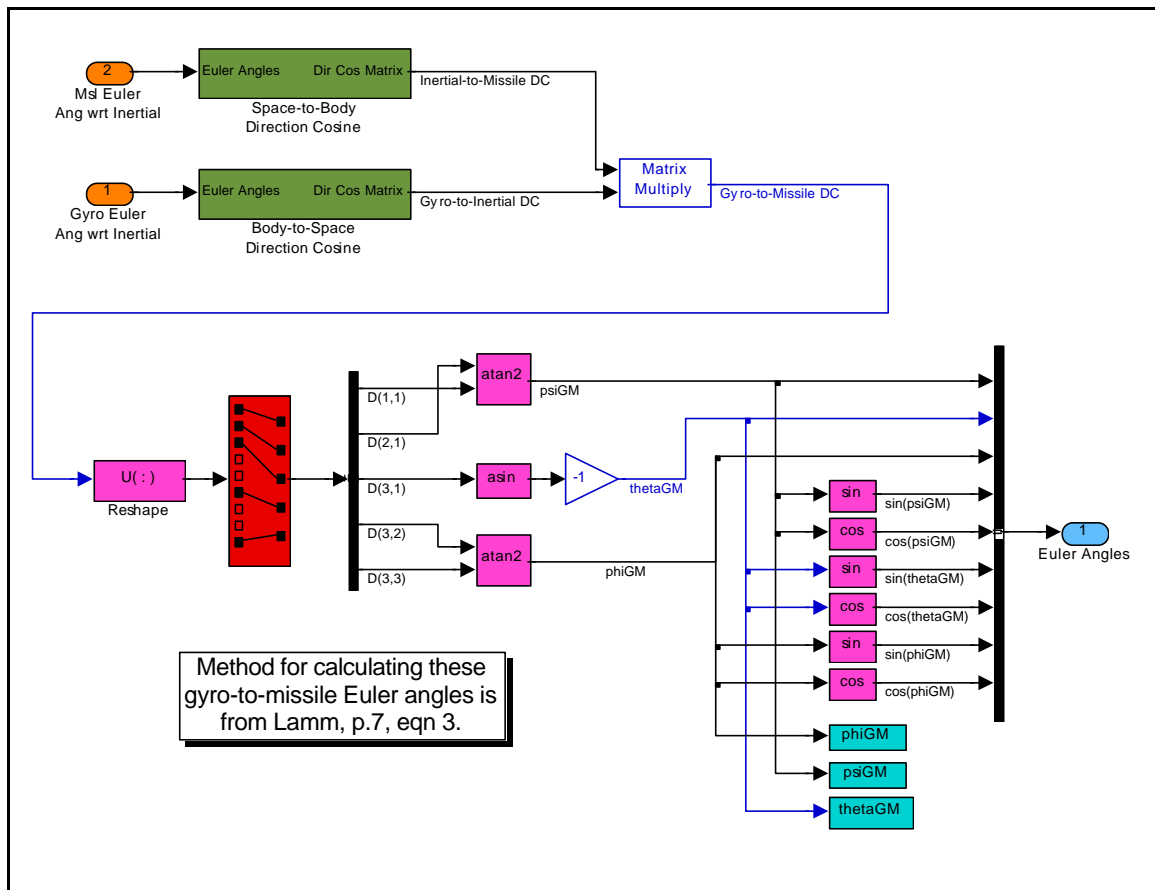 2
Msl Euler
Ang wrt Inertial
Euler Angles
Dir Cos Matrix
Space-to-Body
Direction Cosine
Inertial-to-Missile DC
1
Gyro Euler
Ang wrt Inertial
Euler Angles
Dir Cos Matrix
Body-to-Space
Direction Cosine
Gyro-to-Inertial DC
Matrix
Multiply
Gyro-to-Missile DC
U( : )
Reshape
D(1,1)
D(2,1)
D(3,1)
D(3,2)
D(3,3)
atan2
psiGM
asin
-1
thetaGM
atan2
phiGM
sin
sin(psiGM)
cos
cos(psiGM)
sin
sin(thetaGM)
cos
cos(thetaGM)
sin
sin(phiGM)
cos
cos(phiGM)
phiGM
psiGM
thetaGM
1
Euler Angles
Method for calculating these
gyro-to-missile Euler angles is
from Lamm, p.7, eqn 3.